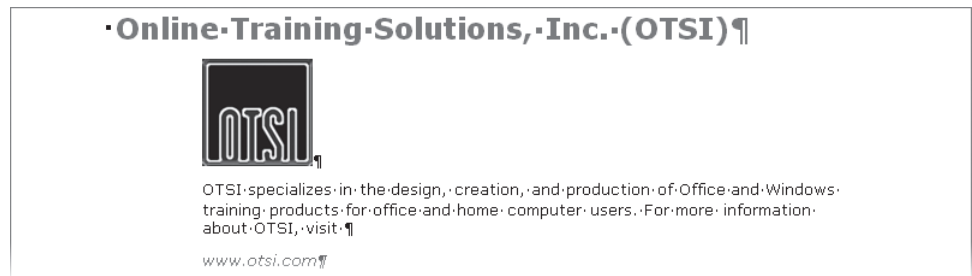 Online·Training·Solutions,·Inc.·(OTSI)¶
OTSI¶
OTSI·specializes·in·the·design,·creation,·and·production·of·Office·and·Windows·
training·products·for·office·and·home·computer·users.·For·more·information·
about·OTSI,·visit·¶
www.otsi.com¶